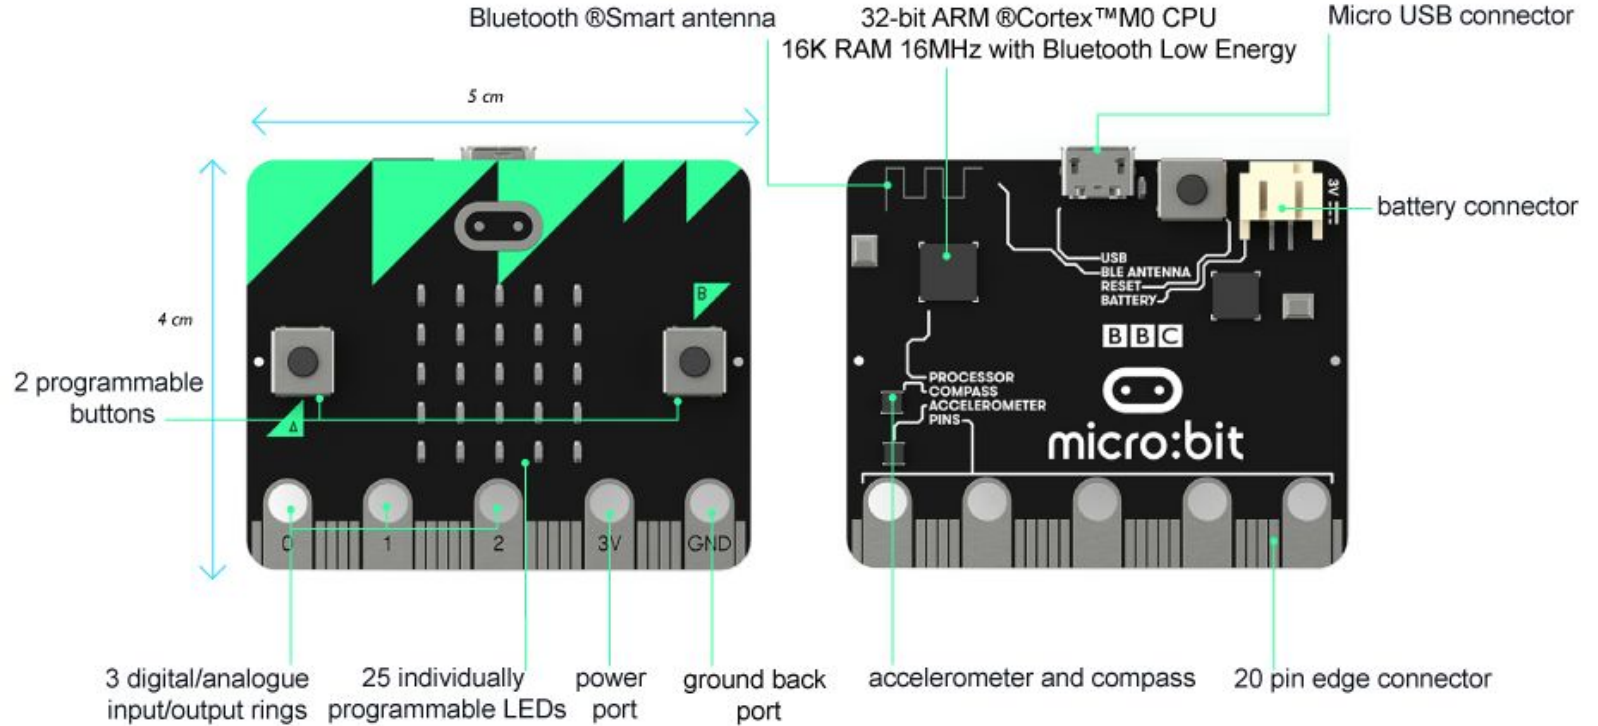 Bluetooth ®Smart antenna
32-bit ARM ®Cortex™M0 CPU
16K RAM 16MHz with Bluetooth Low Energy
Micro USB connector
5 cm
4 cm
2 programmable
buttons
A
B
0
1
2
3V
GND
3 digital/analogue
input/output rings
25 individually
programmable LEDs
power
port
ground back
port
3V
battery connector
USB
BLE ANTENNA
RESET
BATTERY
BBC
PROCESSOR
COMPASS
ACCELEROMETER
PINS
micro:bit
accelerometer and compass
20 pin edge connector